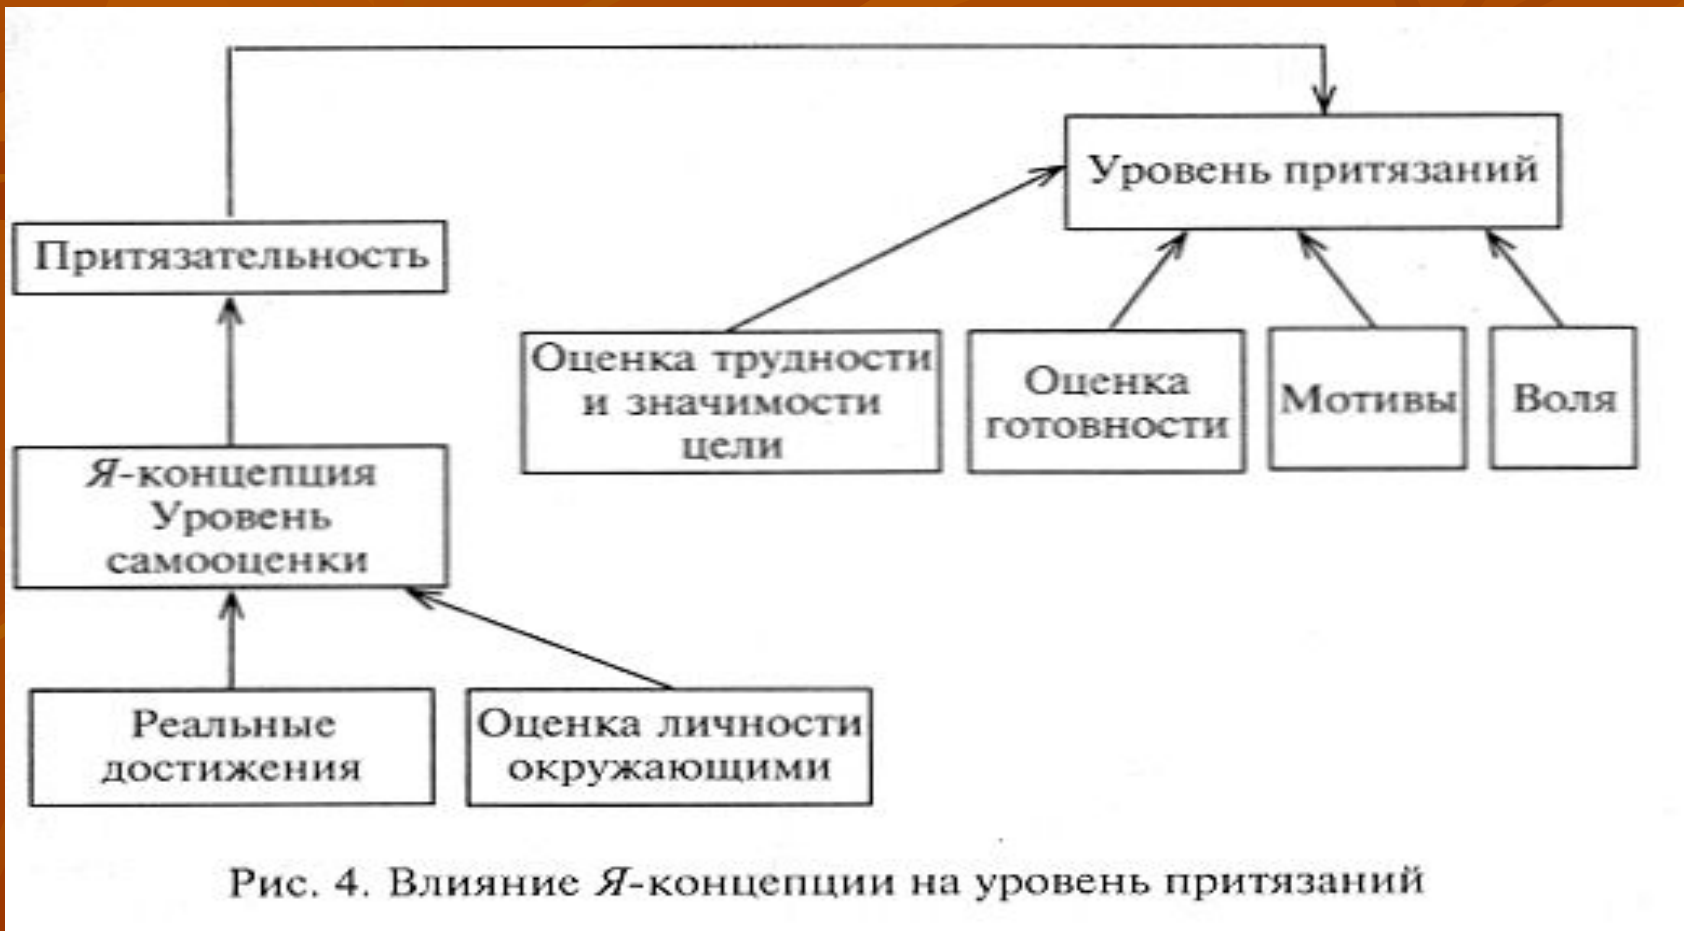 Уровень притязаний
Притязательность
Оценка трудности
и значимости
цели
Оценка
готовности
Мотивы
Воля
Я-концепция
Уровень
самооценки
Реальные
достижения
Оценка личности
окружающими
Рис. 4. Влияние Я-концепции на уровень притязаний